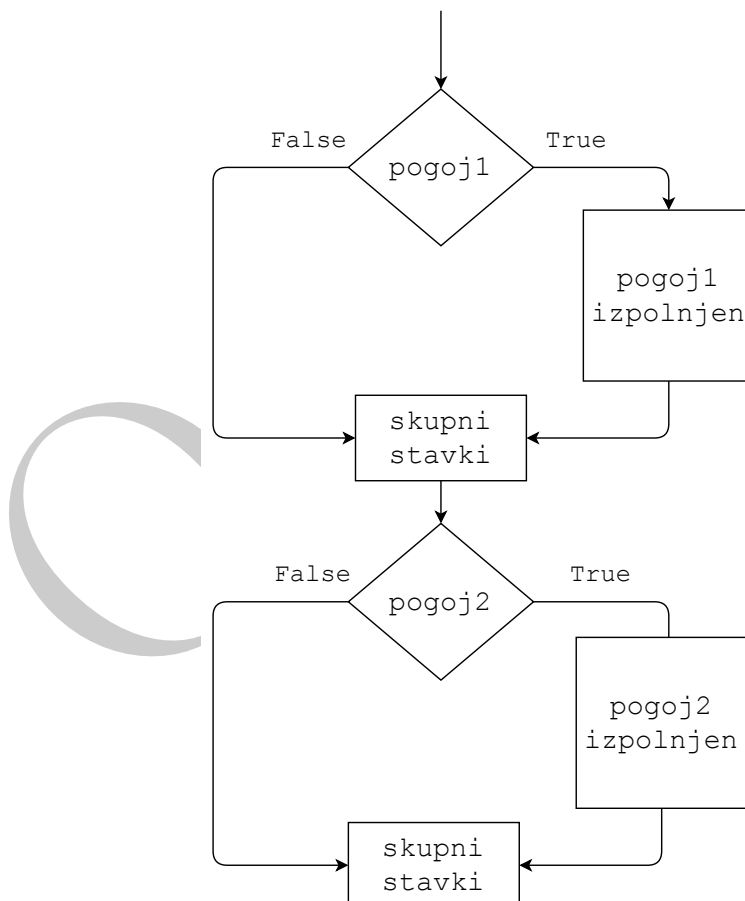 False
True
pogoj1
pogoj1
izpolnjen
skupni
stavki
False
True
pogoj2
pogoj2
izpolnjen
skupni
stavki